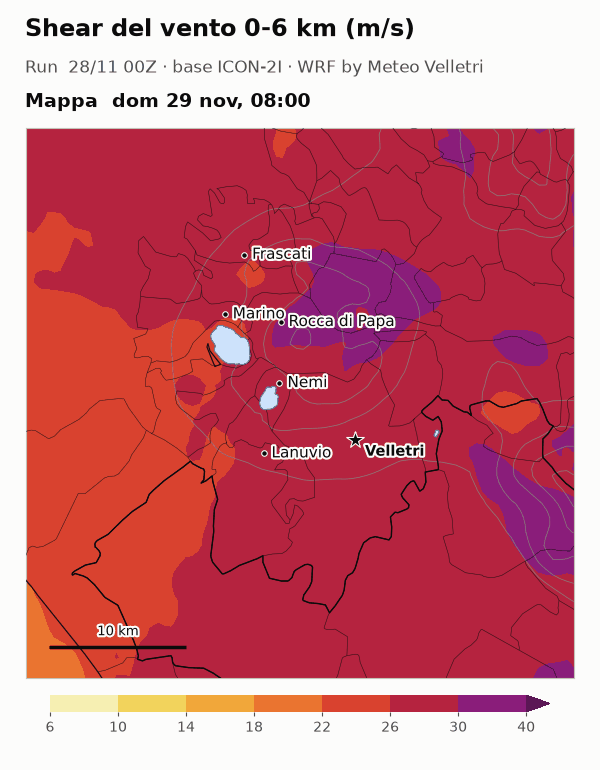 Shear del vento 0-6 km (m/s)
Run  28/11 00Z · base ICON-2I · WRF by Meteo Velletri
Mappa  dom 29 nov, 08:00
Frascati
Marino
Rocca di Papa
Nemi
Velletri
Lanuvio
10 km
6 10 14 18 22 26 30 40